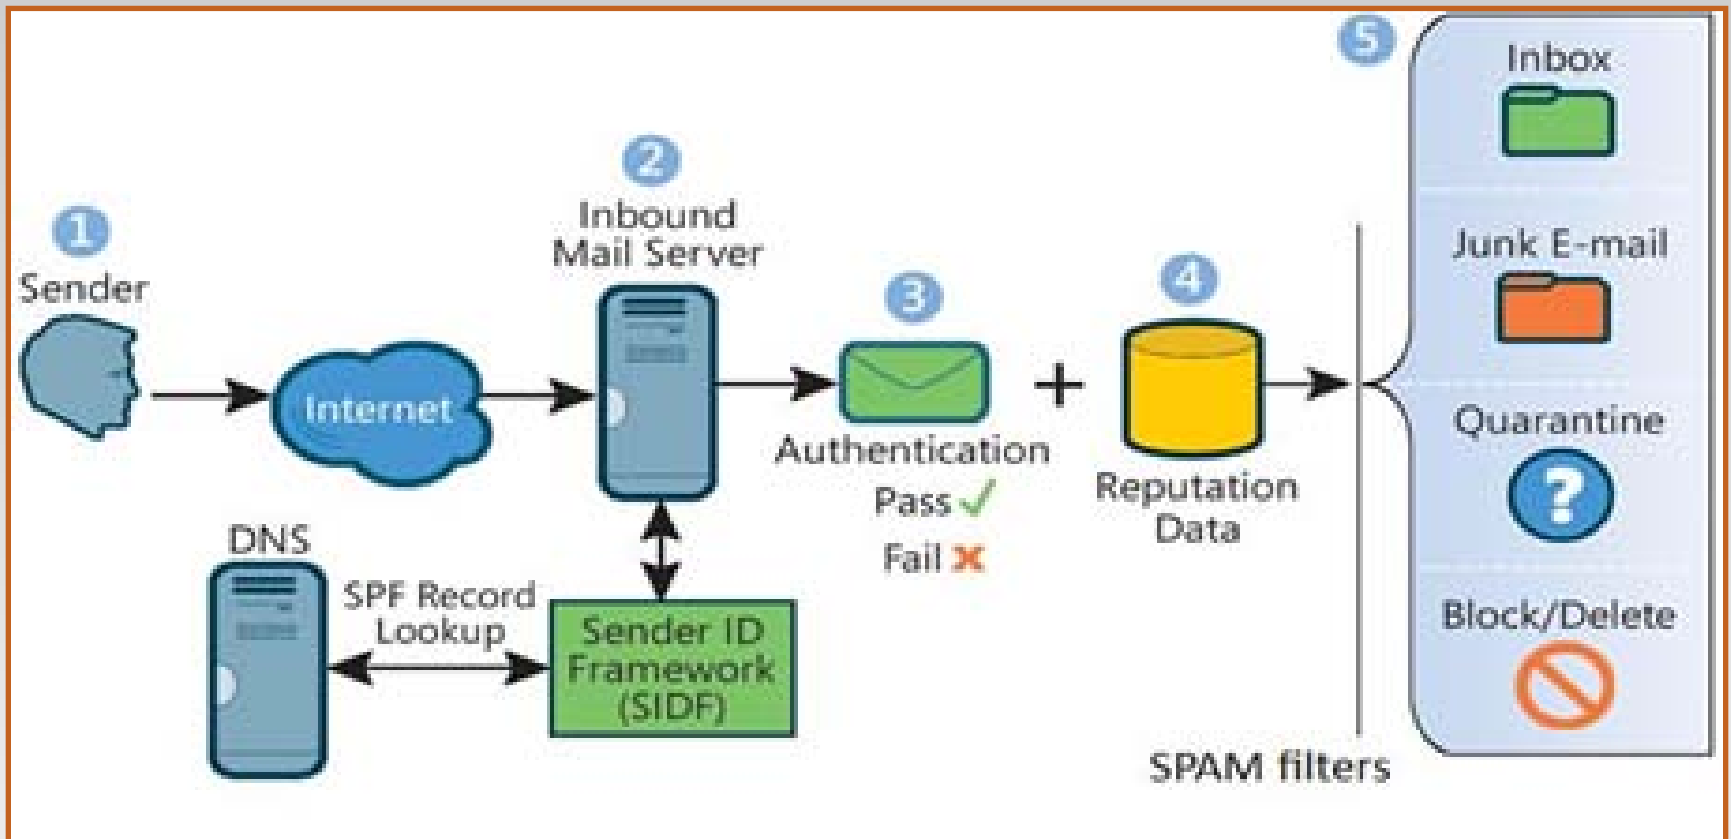 1
Sender
Internet
2
Inbound
Mail Server
DNS
SPF Record
Lookup
Sender ID
Framework
(SIDF)
3
Authentication
Pass ✓
Fail ✗
+
4
Reputation
Data
SPAM filters
5
Inbox
Junk E-mail
Quarantine
?
Block/Delete